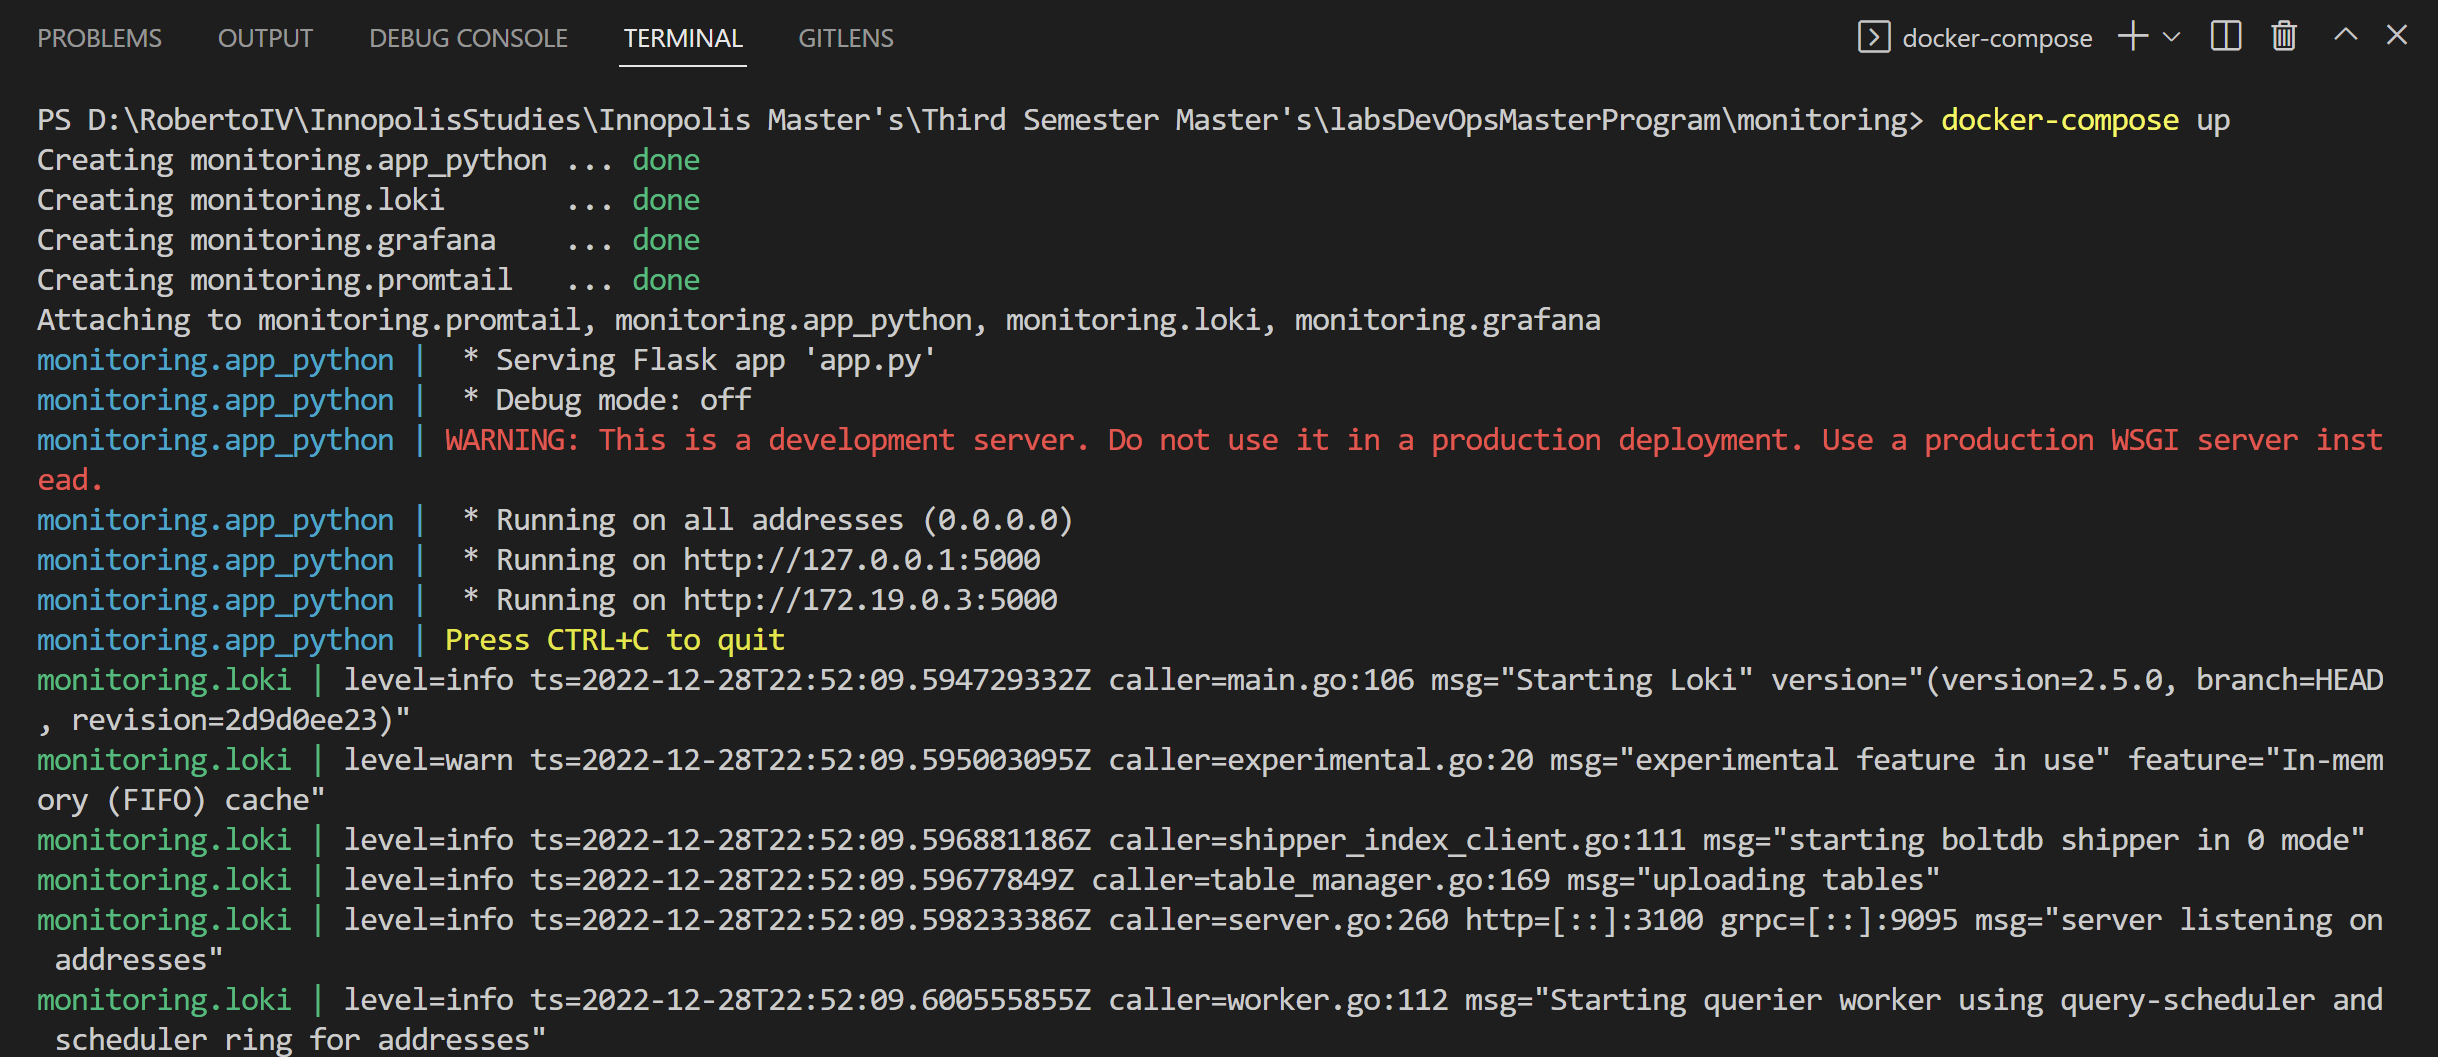 PROBLEMS OUTPUT DEBUG CONSOLE TERMINAL GITLENS docker-compose
PS D:\RobertoIV\InnopolisStudies\Innopolis Master's\Third Semester Master's\labsDevOpsMasterProgram\monitoring> docker-compose up
Creating monitoring.app_python ... done
Creating monitoring.loki       ... done
Creating monitoring.grafana    ... done
Creating monitoring.promtail   ... done
Attaching to monitoring.promtail, monitoring.app_python, monitoring.loki, monitoring.grafana
monitoring.app_python |  * Serving Flask app 'app.py'
monitoring.app_python |  * Debug mode: off
monitoring.app_python | WARNING: This is a development server. Do not use it in a production deployment. Use a production WSGI server inst
ead.
monitoring.app_python |  * Running on all addresses (0.0.0.0)
monitoring.app_python |  * Running on http://127.0.0.1:5000
monitoring.app_python |  * Running on http://172.19.0.3:5000
monitoring.app_python | Press CTRL+C to quit
monitoring.loki | level=info ts=2022-12-28T22:52:09.594729332Z caller=main.go:106 msg="Starting Loki" version="(version=2.5.0, branch=HEAD
, revision=2d9d0ee23)"
monitoring.loki | level=warn ts=2022-12-28T22:52:09.595003095Z caller=experimental.go:20 msg="experimental feature in use" feature="In-mem
ory (FIFO) cache"
monitoring.loki | level=info ts=2022-12-28T22:52:09.596881186Z caller=shipper_index_client.go:111 msg="starting boltdb shipper in 0 mode"
monitoring.loki | level=info ts=2022-12-28T22:52:09.59677849Z caller=table_manager.go:169 msg="uploading tables"
monitoring.loki | level=info ts=2022-12-28T22:52:09.598233386Z caller=server.go:260 http=[::]:3100 grpc=[::]:9095 msg="server listening on
 addresses"
monitoring.loki | level=info ts=2022-12-28T22:52:09.600555855Z caller=worker.go:112 msg="Starting querier worker using query-scheduler and
 scheduler ring for addresses"